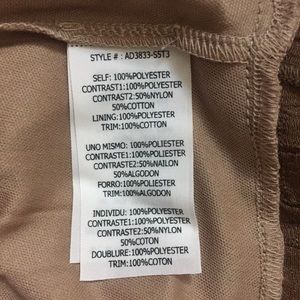 STYLE # : AD3833-S5T3
SELF: 100%POLYESTER
CONTRAST1:100%POLYESTER
CONTRAST2:50%NYLON
50%COTTON
LINING: 100%POLYESTER
TRIM:100%COTTON
UNO MISMO: 100%POLIESTER
CONTRASTE1:100%POLIESTER
CONTRASTE2:50%NAILON
50%ALGODON
FORRO:100%POLIESTER
TRIM:100%ALGODON
INDIVIDU: 100%POLYESTER
CONTRASTE1:100%POLYESTER
CONTRASTE2:50%NYLON
50%COTON
DOUBLURE: 100%POLYESTER
TRIM:100%COTON